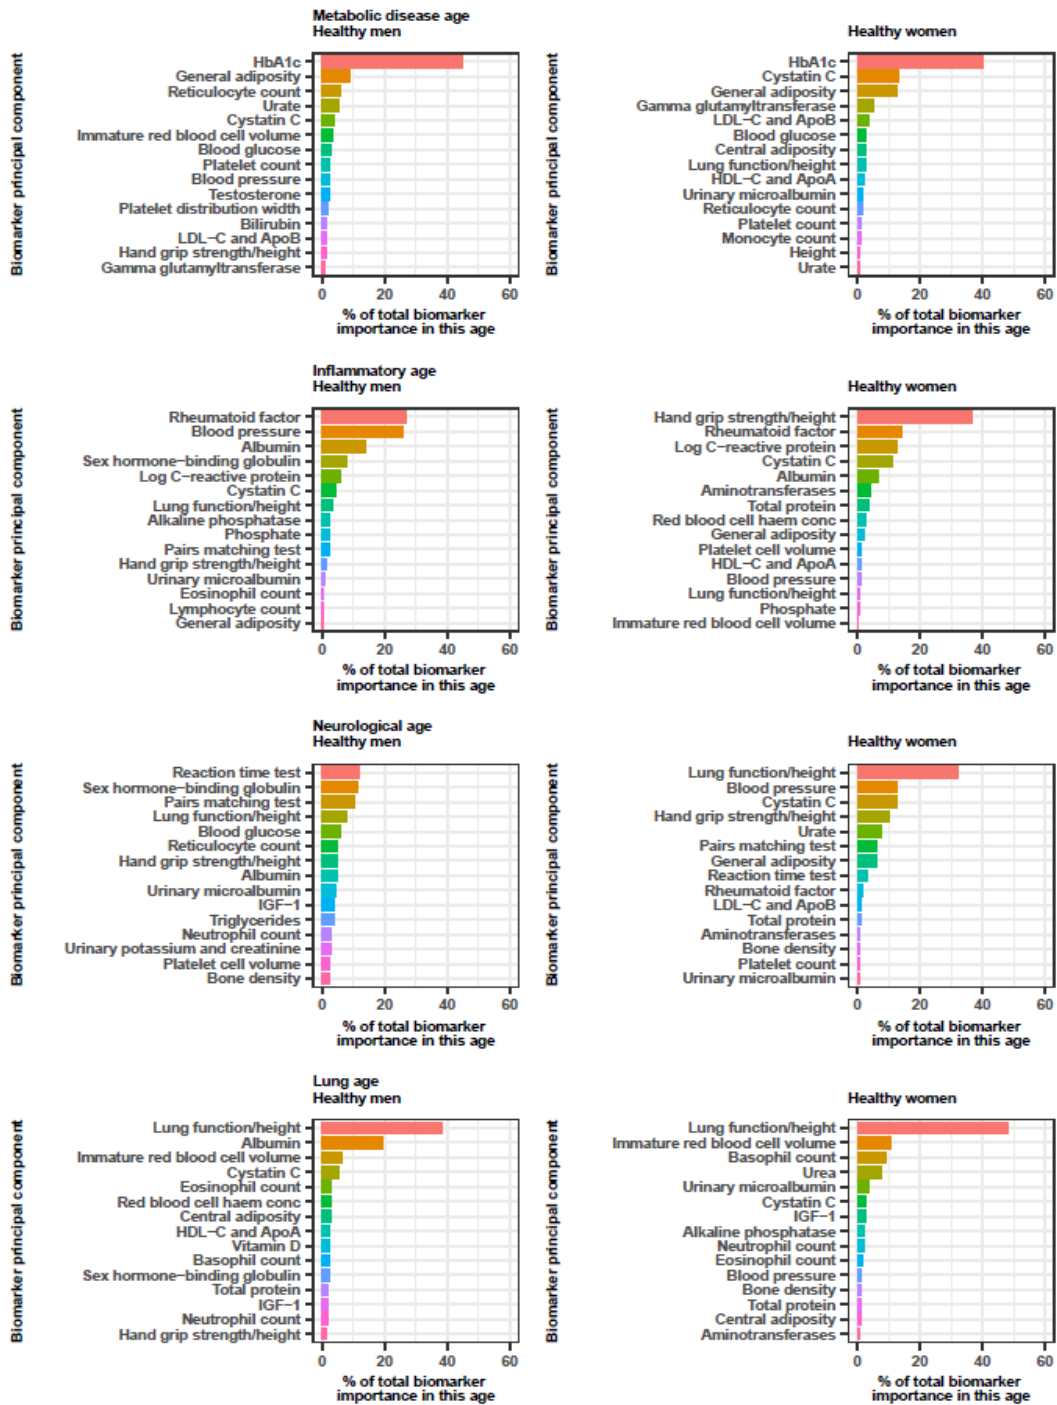 Metabolic disease age
Healthy men
Biomarker principal component
HbA1c
General adiposity
Reticulocyte count
Urate
Cystatin C
Immature red blood cell volume
Blood glucose
Platelet count
Blood pressure
Testosterone
Platelet distribution width
Bilirubin
LDL−C and ApoB
Hand grip strength/height
Gamma glutamyltransferase
0 20 40 60
% of total biomarker
importance in this age
Healthy women
Biomarker principal component
HbA1c
Cystatin C
General adiposity
Gamma glutamyltransferase
LDL−C and ApoB
Blood glucose
Central adiposity
Lung function/height
HDL−C and ApoA
Urinary microalbumin
Reticulocyte count
Platelet count
Monocyte count
Height
Urate
0 20 40 60
% of total biomarker
importance in this age
Inflammatory age
Healthy men
Biomarker principal component
Rheumatoid factor
Blood pressure
Albumin
Sex hormone−binding globulin
Log C−reactive protein
Cystatin C
Lung function/height
Alkaline phosphatase
Phosphate
Pairs matching test
Hand grip strength/height
Urinary microalbumin
Eosinophil count
Lymphocyte count
General adiposity
0 20 40 60
% of total biomarker
importance in this age
Healthy women
Biomarker principal component
Hand grip strength/height
Rheumatoid factor
Log C−reactive protein
Cystatin C
Albumin
Aminotransferases
Total protein
Red blood cell haem conc
General adiposity
Platelet cell volume
HDL−C and ApoA
Blood pressure
Lung function/height
Phosphate
Immature red blood cell volume
0 20 40 60
% of total biomarker
importance in this age
Neurological age
Healthy men
Biomarker principal component
Reaction time test
Sex hormone−binding globulin
Pairs matching test
Lung function/height
Blood glucose
Reticulocyte count
Hand grip strength/height
Albumin
Urinary microalbumin
IGF−1
Triglycerides
Neutrophil count
Urinary potassium and creatinine
Platelet cell volume
Bone density
0 20 40 60
% of total biomarker
importance in this age
Healthy women
Biomarker principal component
Lung function/height
Blood pressure
Cystatin C
Hand grip strength/height
Urate
Pairs matching test
General adiposity
Reaction time test
Rheumatoid factor
LDL−C and ApoB
Total protein
Aminotransferases
Bone density
Platelet count
Urinary microalbumin
0 20 40 60
% of total biomarker
importance in this age
Lung age
Healthy men
Biomarker principal component
Lung function/height
Albumin
Immature red blood cell volume
Cystatin C
Eosinophil count
Red blood cell haem conc
Central adiposity
HDL−C and ApoA
Vitamin D
Basophil count
Sex hormone−binding globulin
Total protein
IGF−1
Neutrophil count
Hand grip strength/height
0 20 40 60
% of total biomarker
importance in this age
Healthy women
Biomarker principal component
Lung function/height
Immature red blood cell volume
Basophil count
Urea
Urinary microalbumin
Cystatin C
IGF−1
Alkaline phosphatase
Neutrophil count
Eosinophil count
Blood pressure
Bone density
Total protein
Central adiposity
Aminotransferases
0 20 40 60
% of total biomarker
importance in this age